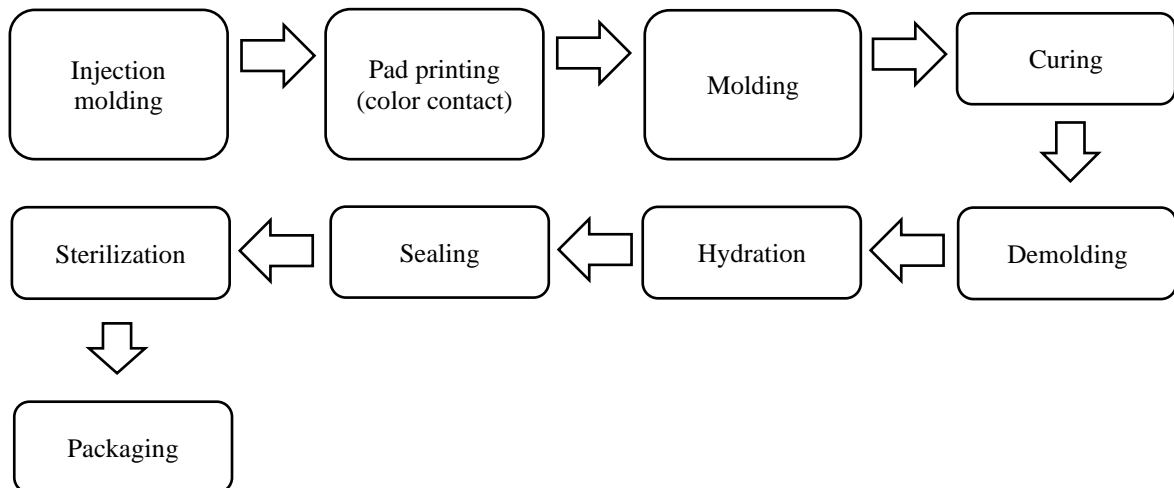 Injection
molding
Pad printing
(color contact)
Molding
Curing
Demolding
Hydration
Sealing
Sterilization
Packaging